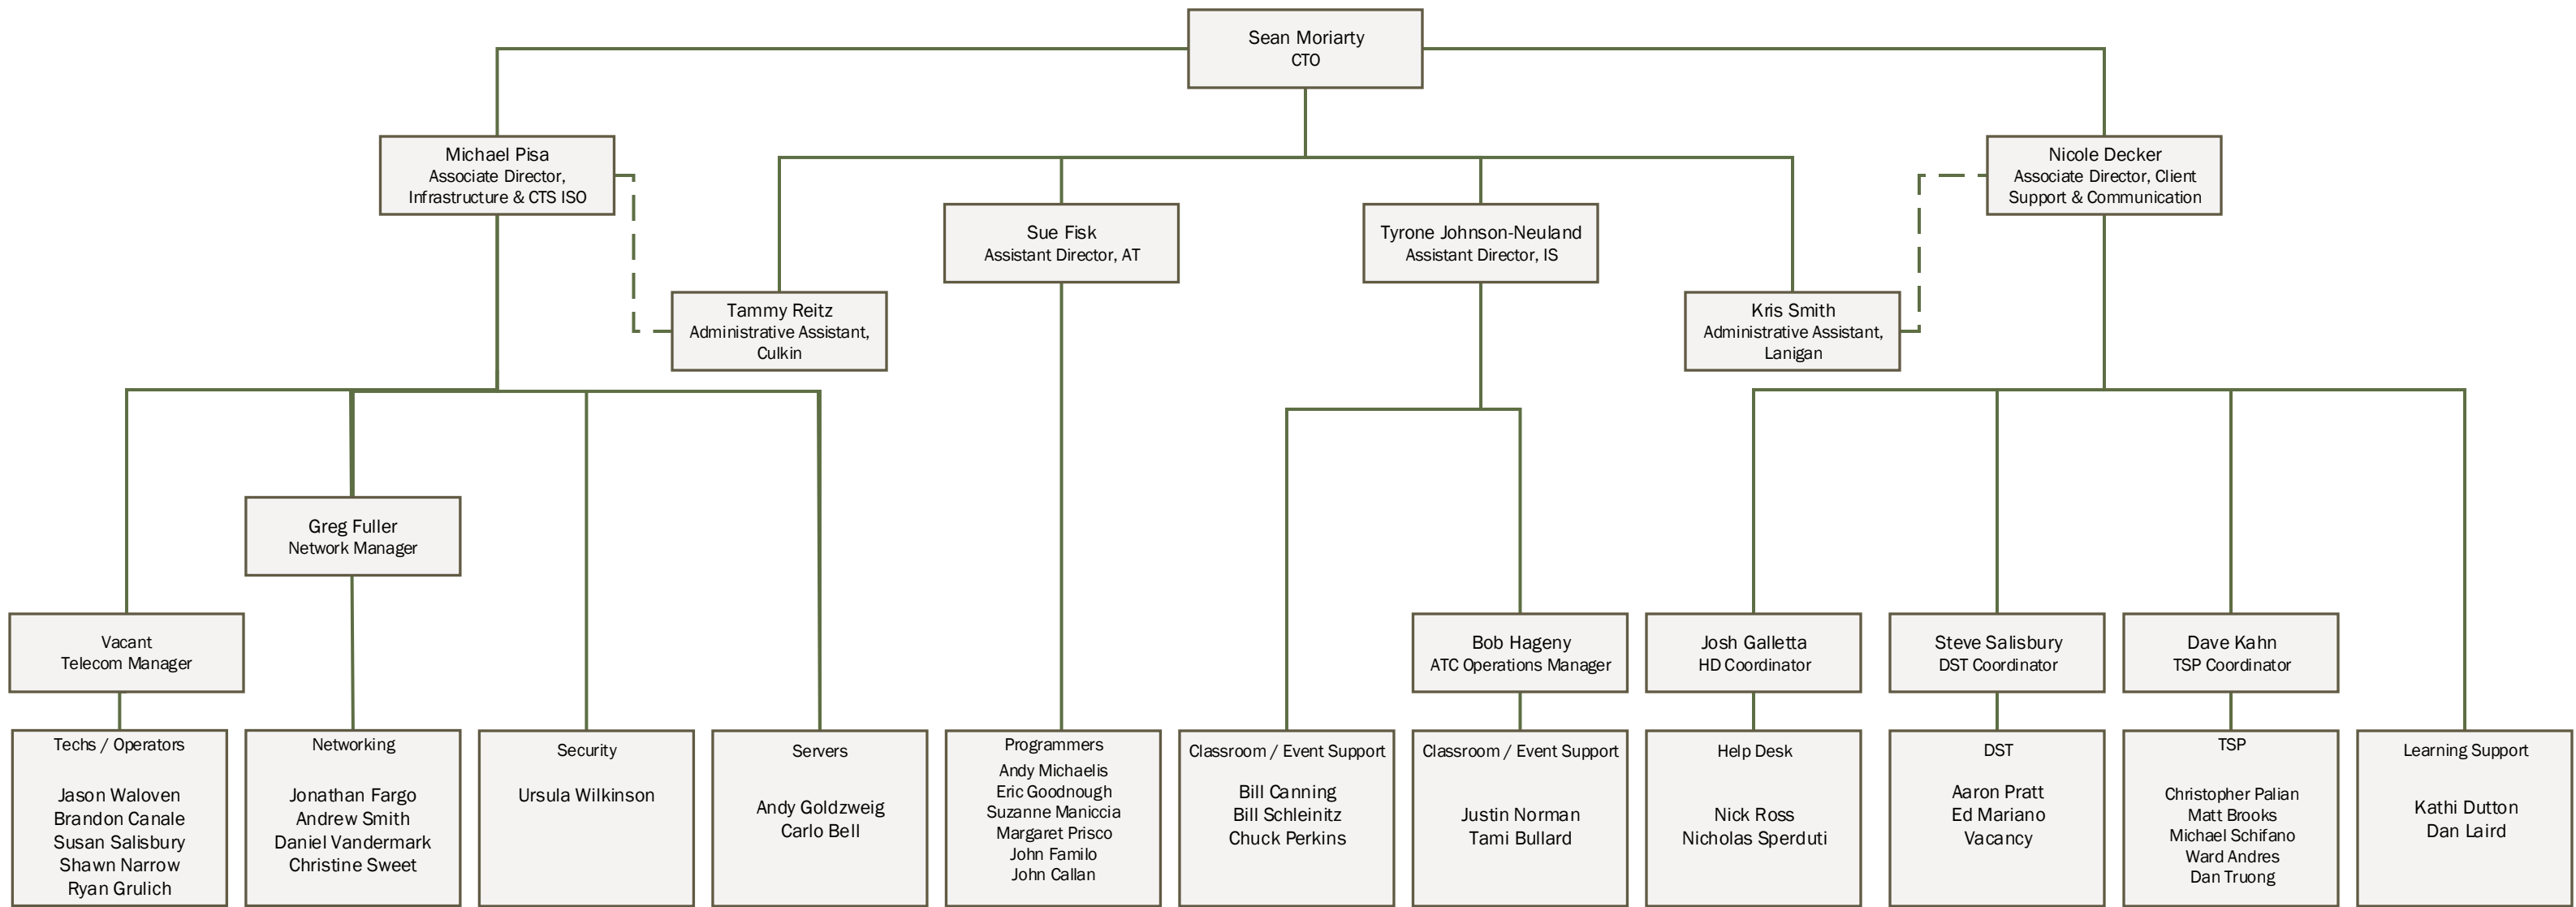 Sean Moriarty
CTO
Michael Pisa
Associate Director,
Infrastructure & CTS ISO
Nicole Decker
Associate Director, Client
Support & Communication
Sue Fisk
Assistant Director, AT
Tyrone Johnson-Neuland
Assistant Director, IS
Tammy Reitz
Administrative Assistant,
Culkin
Kris Smith
Administrative Assistant,
Lanigan
Greg Fuller
Network Manager
Vacant
Telecom Manager
Bob Hageny
ATC Operations Manager
Josh Galletta
HD Coordinator
Steve Salisbury
DST Coordinator
Dave Kahn
TSP Coordinator
Techs / Operators
Jason Waloven
Brandon Canale
Susan Salisbury
Shawn Narrow
Ryan Grulich
Networking
Jonathan Fargo
Andrew Smith
Daniel Vandermark
Christine Sweet
Security
Ursula Wilkinson
Servers
Andy Goldzweig
Carlo Bell
Programmers
Andy Michaelis
Eric Goodnough
Suzanne Maniccia
Margaret Prisco
John Familo
John Callan
Classroom / Event Support
Bill Canning
Bill Schleinitz
Chuck Perkins
Classroom / Event Support
Justin Norman
Tami Bullard
Help Desk
Nick Ross
Nicholas Sperduti
DST
Aaron Pratt
Ed Mariano
Vacancy
TSP
Christopher Palian
Matt Brooks
Michael Schifano
Ward Andres
Dan Truong
Learning Support
Kathi Dutton
Dan Laird